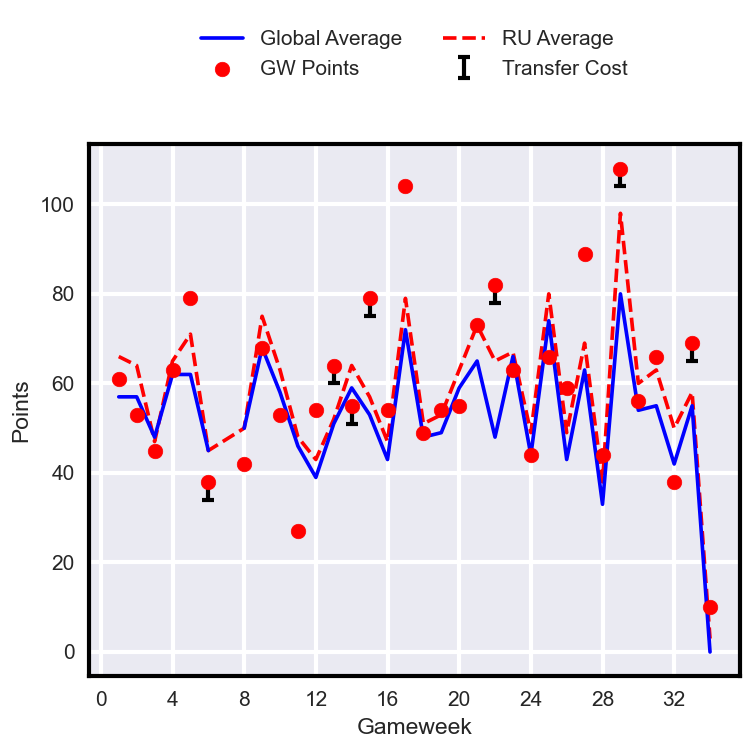 Global Average
RU Average
GW Points
Transfer Cost
100
80
60
40
20
0
Points
0 4 8 12 16 20 24 28 32
Gameweek